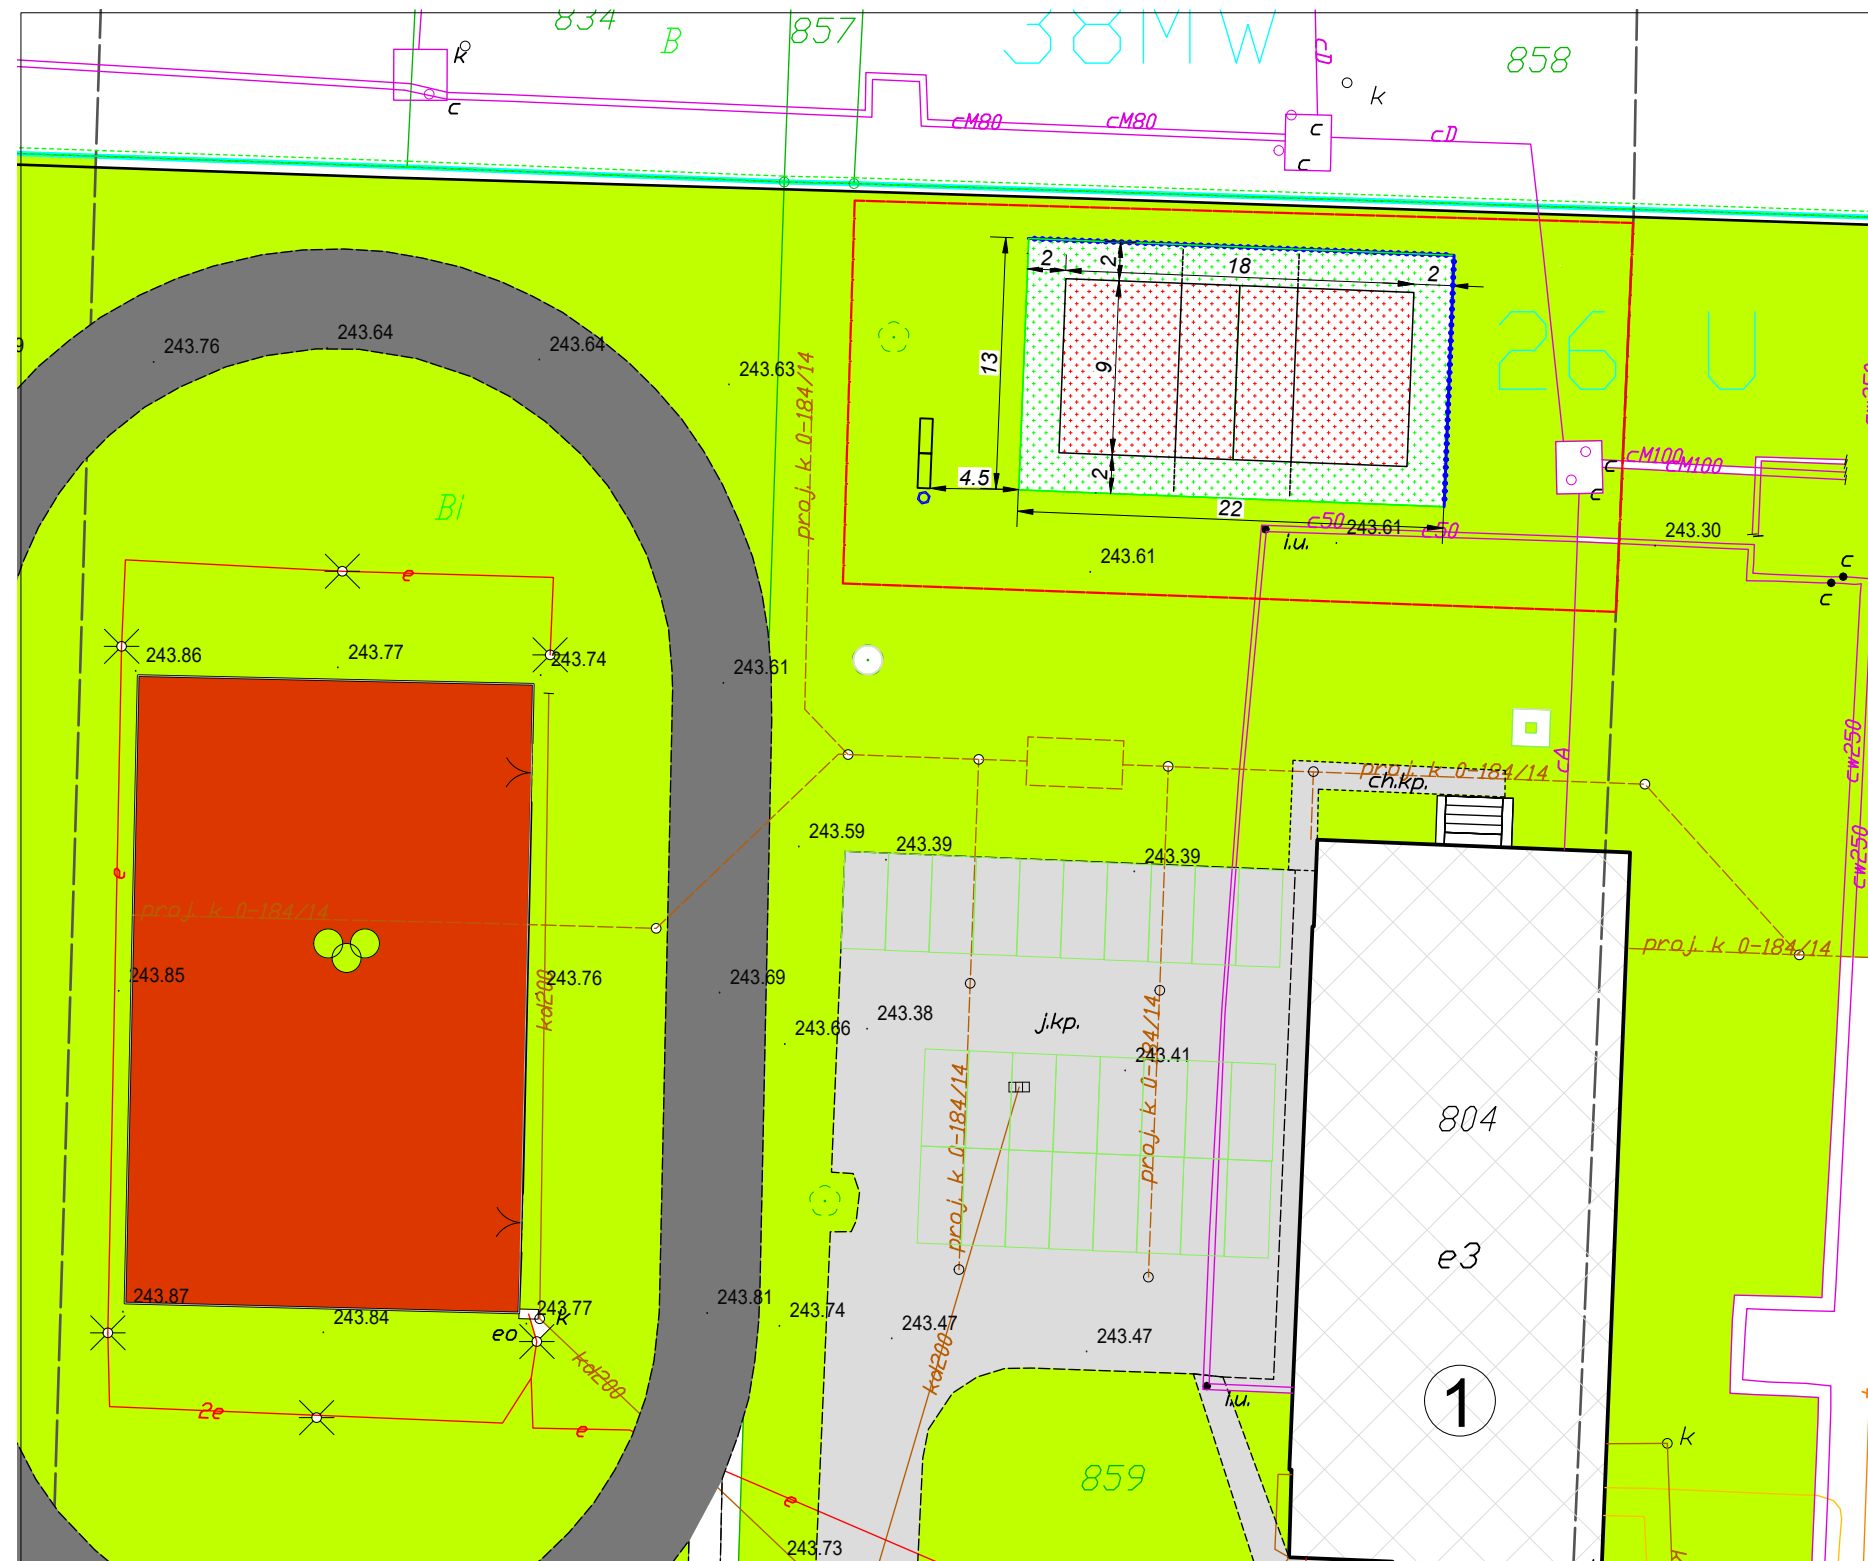 834
B
857
38MW
858
k
c
cD
k
cM80
cM80
c
c
cD
2
2
18
2
243.76
243.64
243.64
243.63
13
9
26 U
proj. k 0-184/14
4.5
2
22
c50
243.61
c50
i.u.
243.61
243.30
c
cM100
cM100
c
c
c
Bi
e
243.86
243.77
243.74
243.61
cA
cw250
cw250
proj. k 0-184/14
ch.kp.
243.59
243.39
243.39
e
proj. k 0-184/14
proj. k 0-184/14
243.85
243.76
kd200
243.69
243.66
243.38
j.kp.
243.41
proj. k 0-184/14
proj. k 0-184/14
804
e3
243.87
243.84
243.77
k
eo
243.81
243.74
243.47
243.47
kd200
kd200
i.u.
1
2e
e
k
859
e
243.73
k